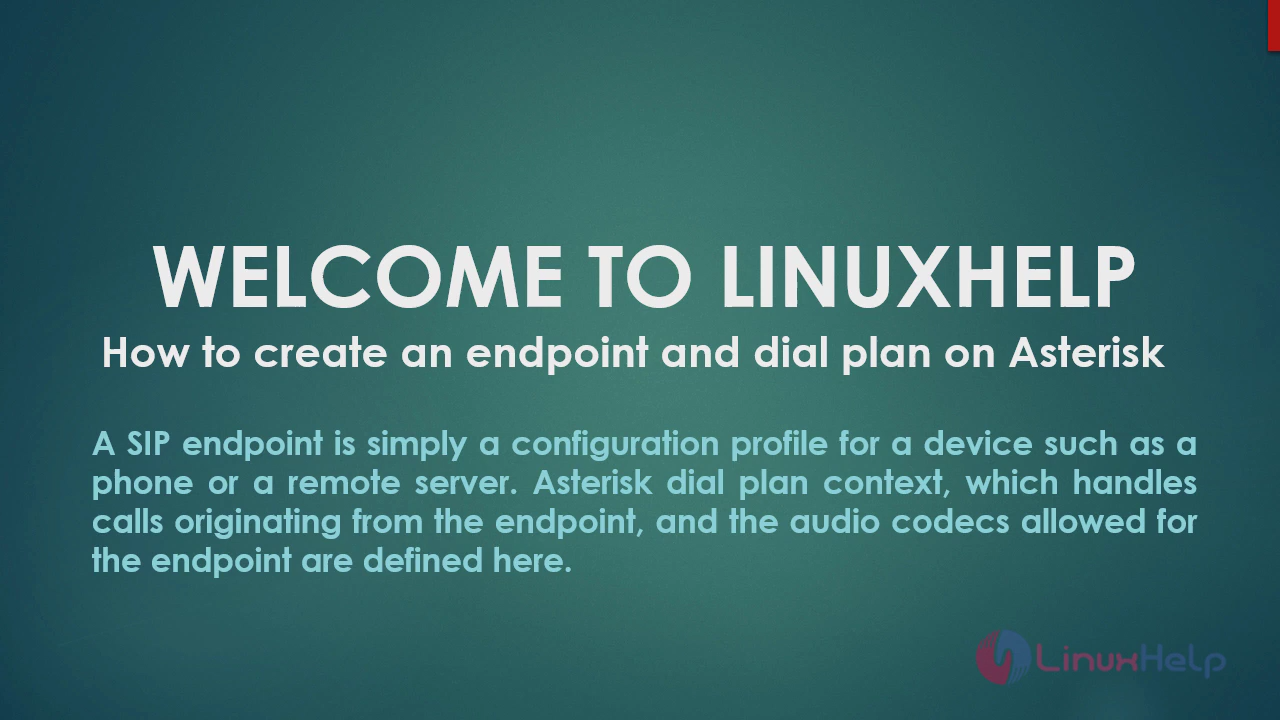 WELCOME TO LINUXHELP
How to create an endpoint and dial plan on Asterisk
A SIP endpoint is simply a configuration profile for a device such as a
phone or a remote server. Asterisk dial plan context, which handles
calls originating from the endpoint, and the audio codecs allowed for
the endpoint are defined here.
LinuxHelp